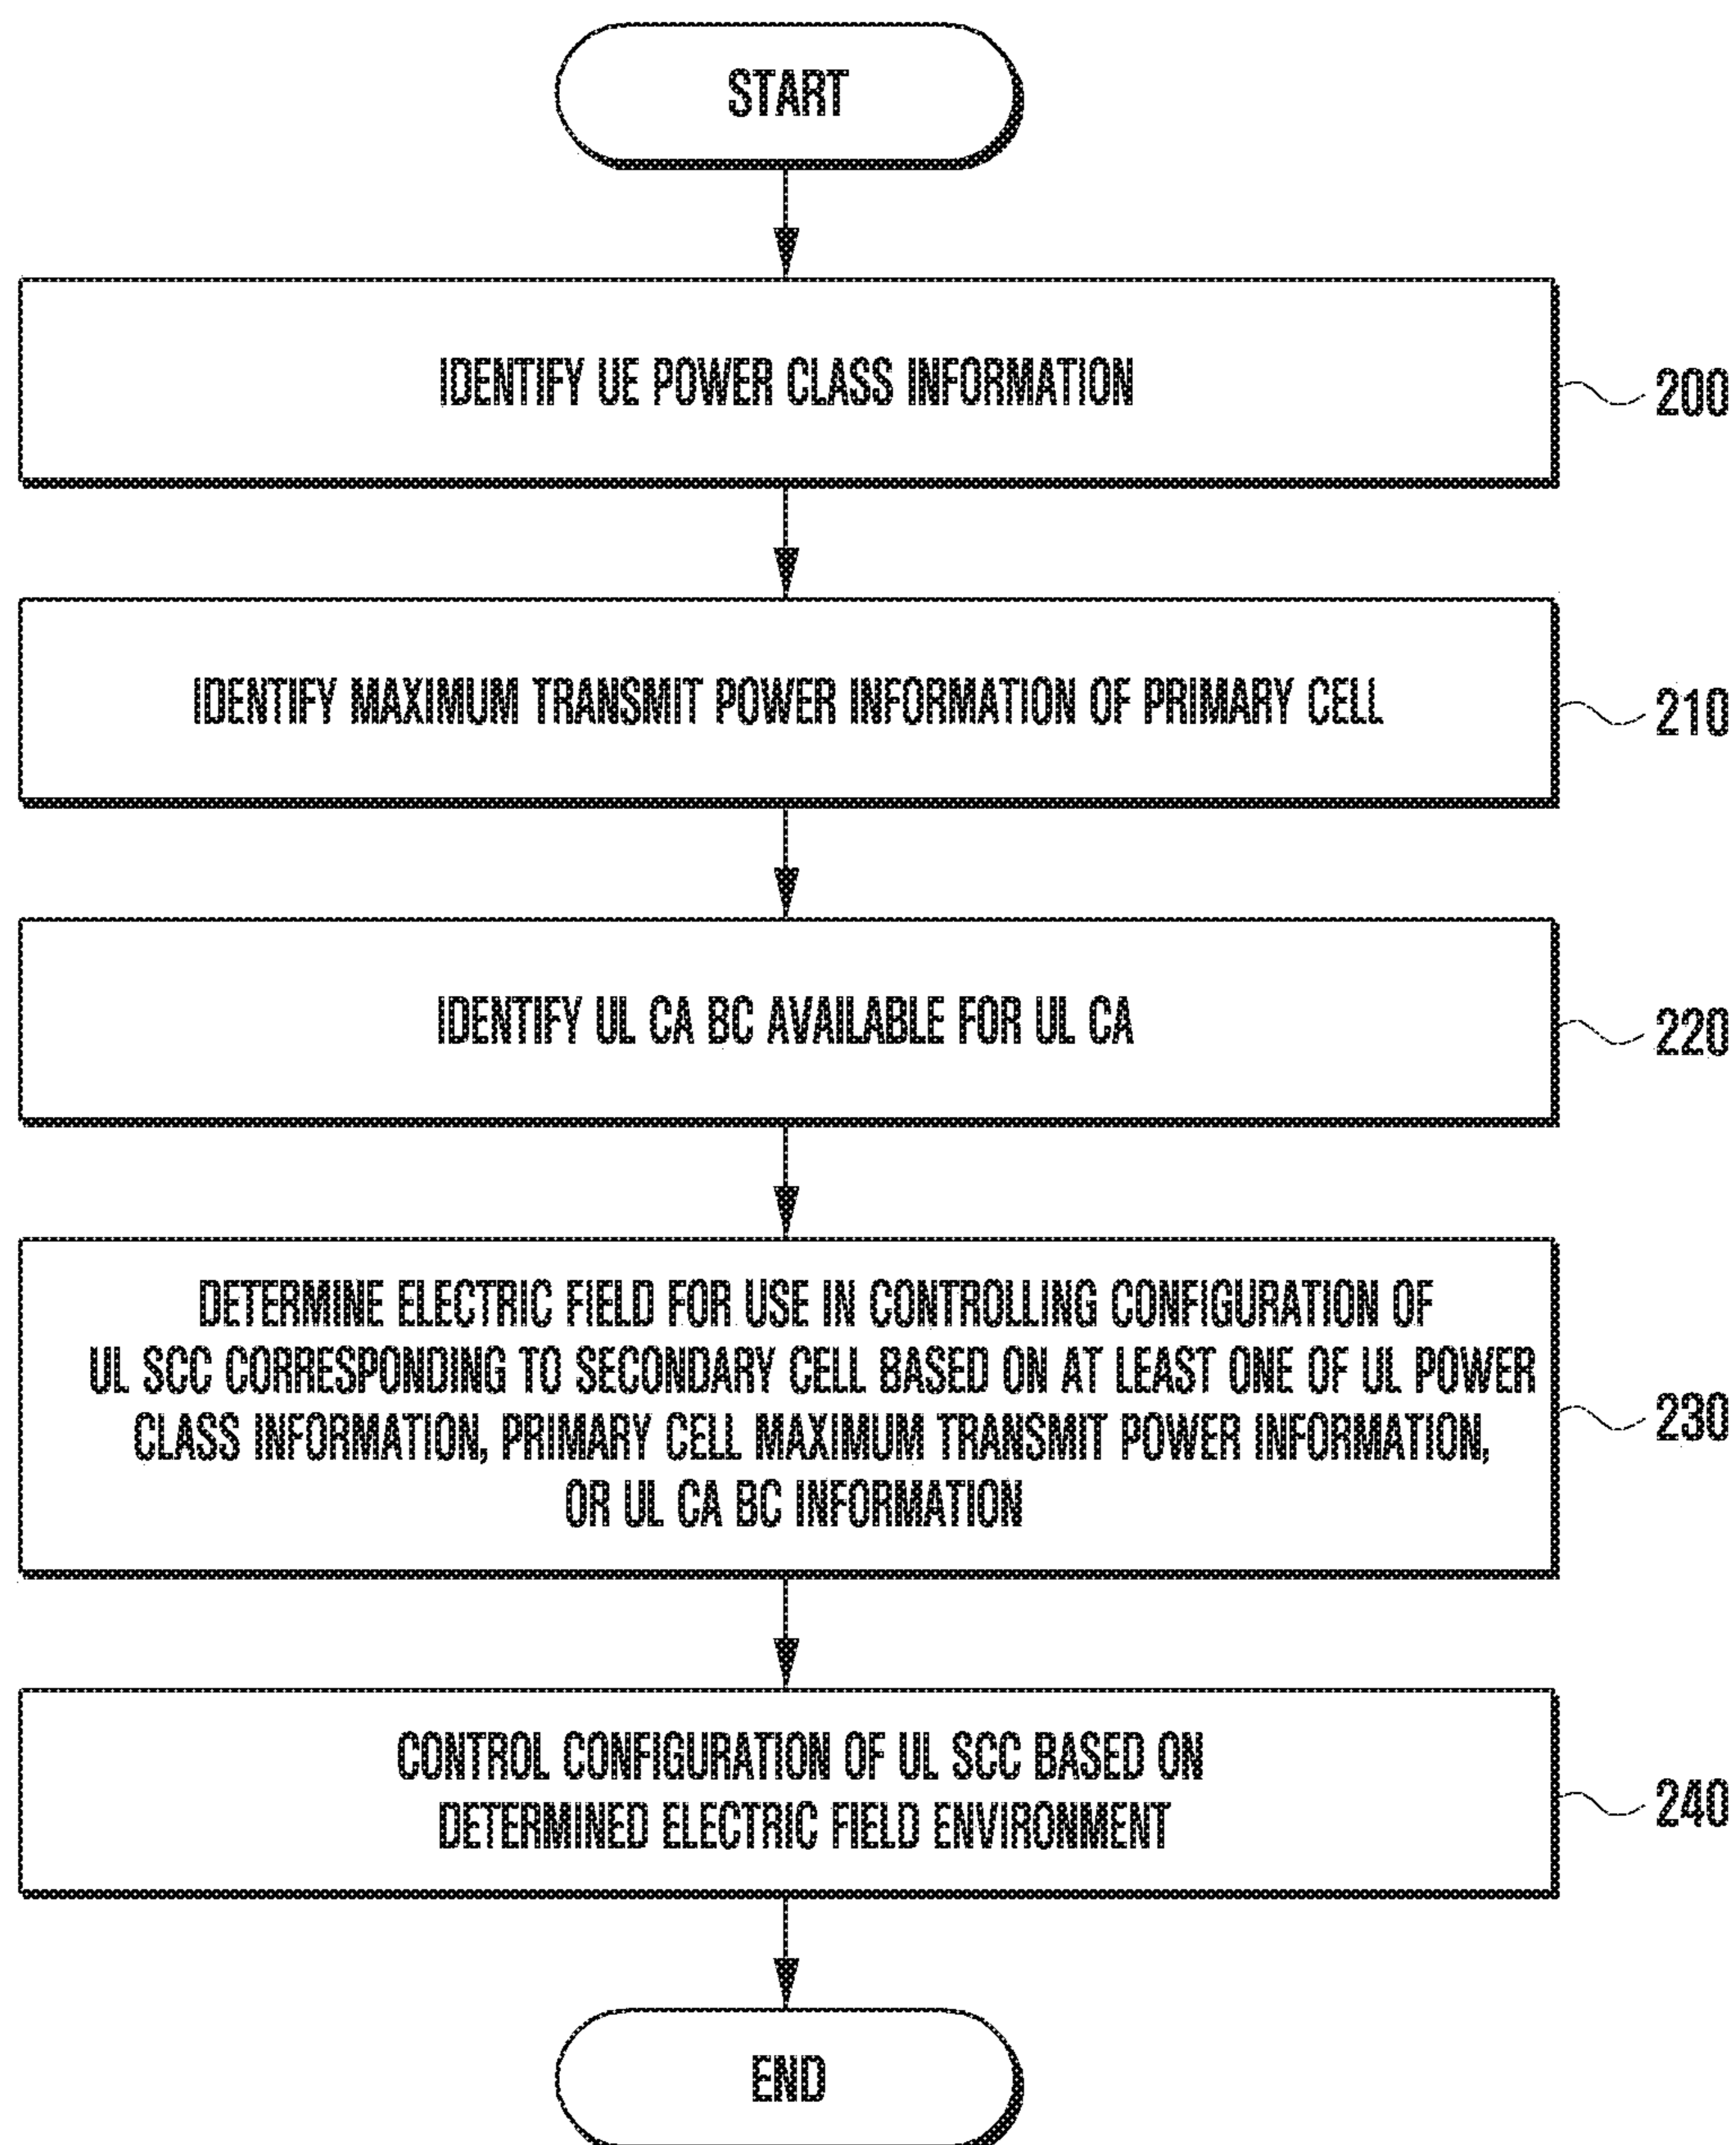 START
IDENTIFY UE POWER CLASS INFORMATION
200
IDENTIFY MAXIMUM TRANSMIT POWER INFORMATION OF PRIMARY CELL
210
IDENTIFY UL CA BC AVAILABLE FOR UL CA
220
DETERMINE ELECTRIC FIELD FOR USE IN CONTROLLING CONFIGURATION OF
UL SCC CORRESPONDING TO SECONDARY CELL BASED ON AT LEAST ONE OF UL POWER
CLASS INFORMATION, PRIMARY CELL MAXIMUM TRANSMIT POWER INFORMATION,
OR UL CA BC INFORMATION
230
CONTROL CONFIGURATION OF UL SCC BASED ON
DETERMINED ELECTRIC FIELD ENVIRONMENT
240
END